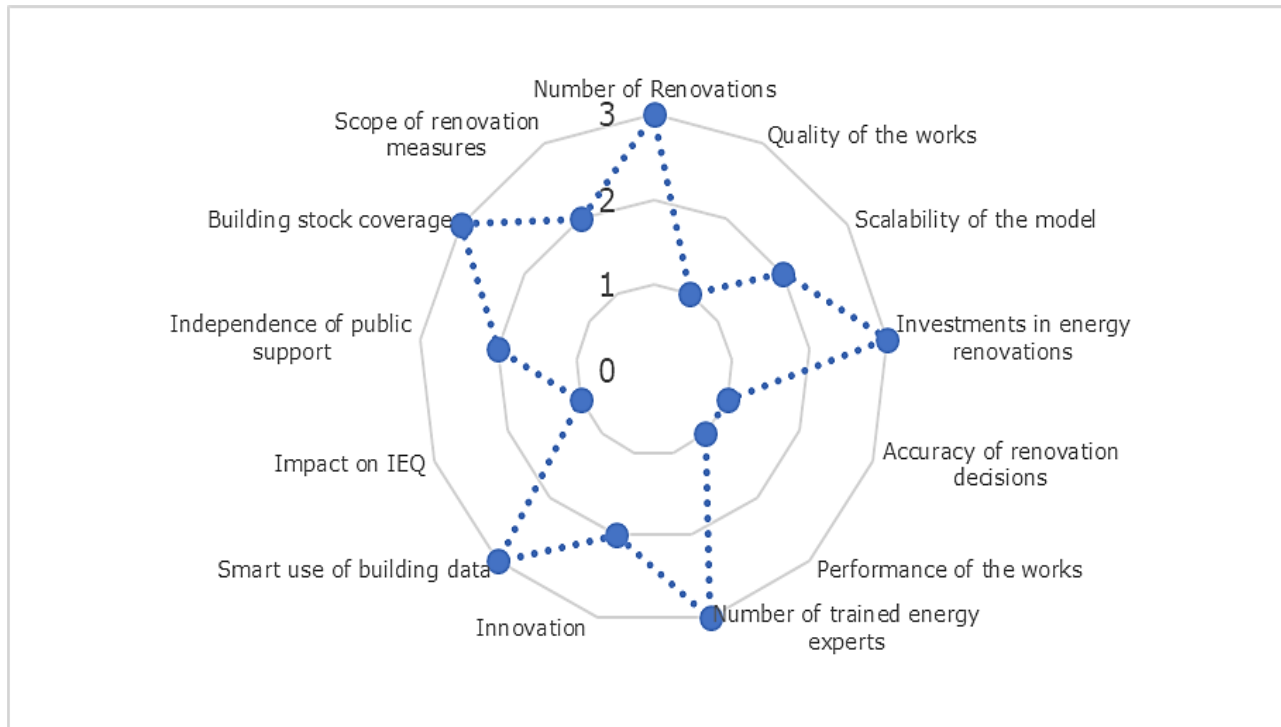 Number of Renovations
3
Scope of renovation
measures
Quality of the works
2
Building stock coverage
Scalability of the model
1
Independence of public
support
Investments in energy
renovations
0
Impact on IEQ
Accuracy of renovation
decisions
Smart use of building data
Performance of the works
Innovation
Number of trained energy
experts